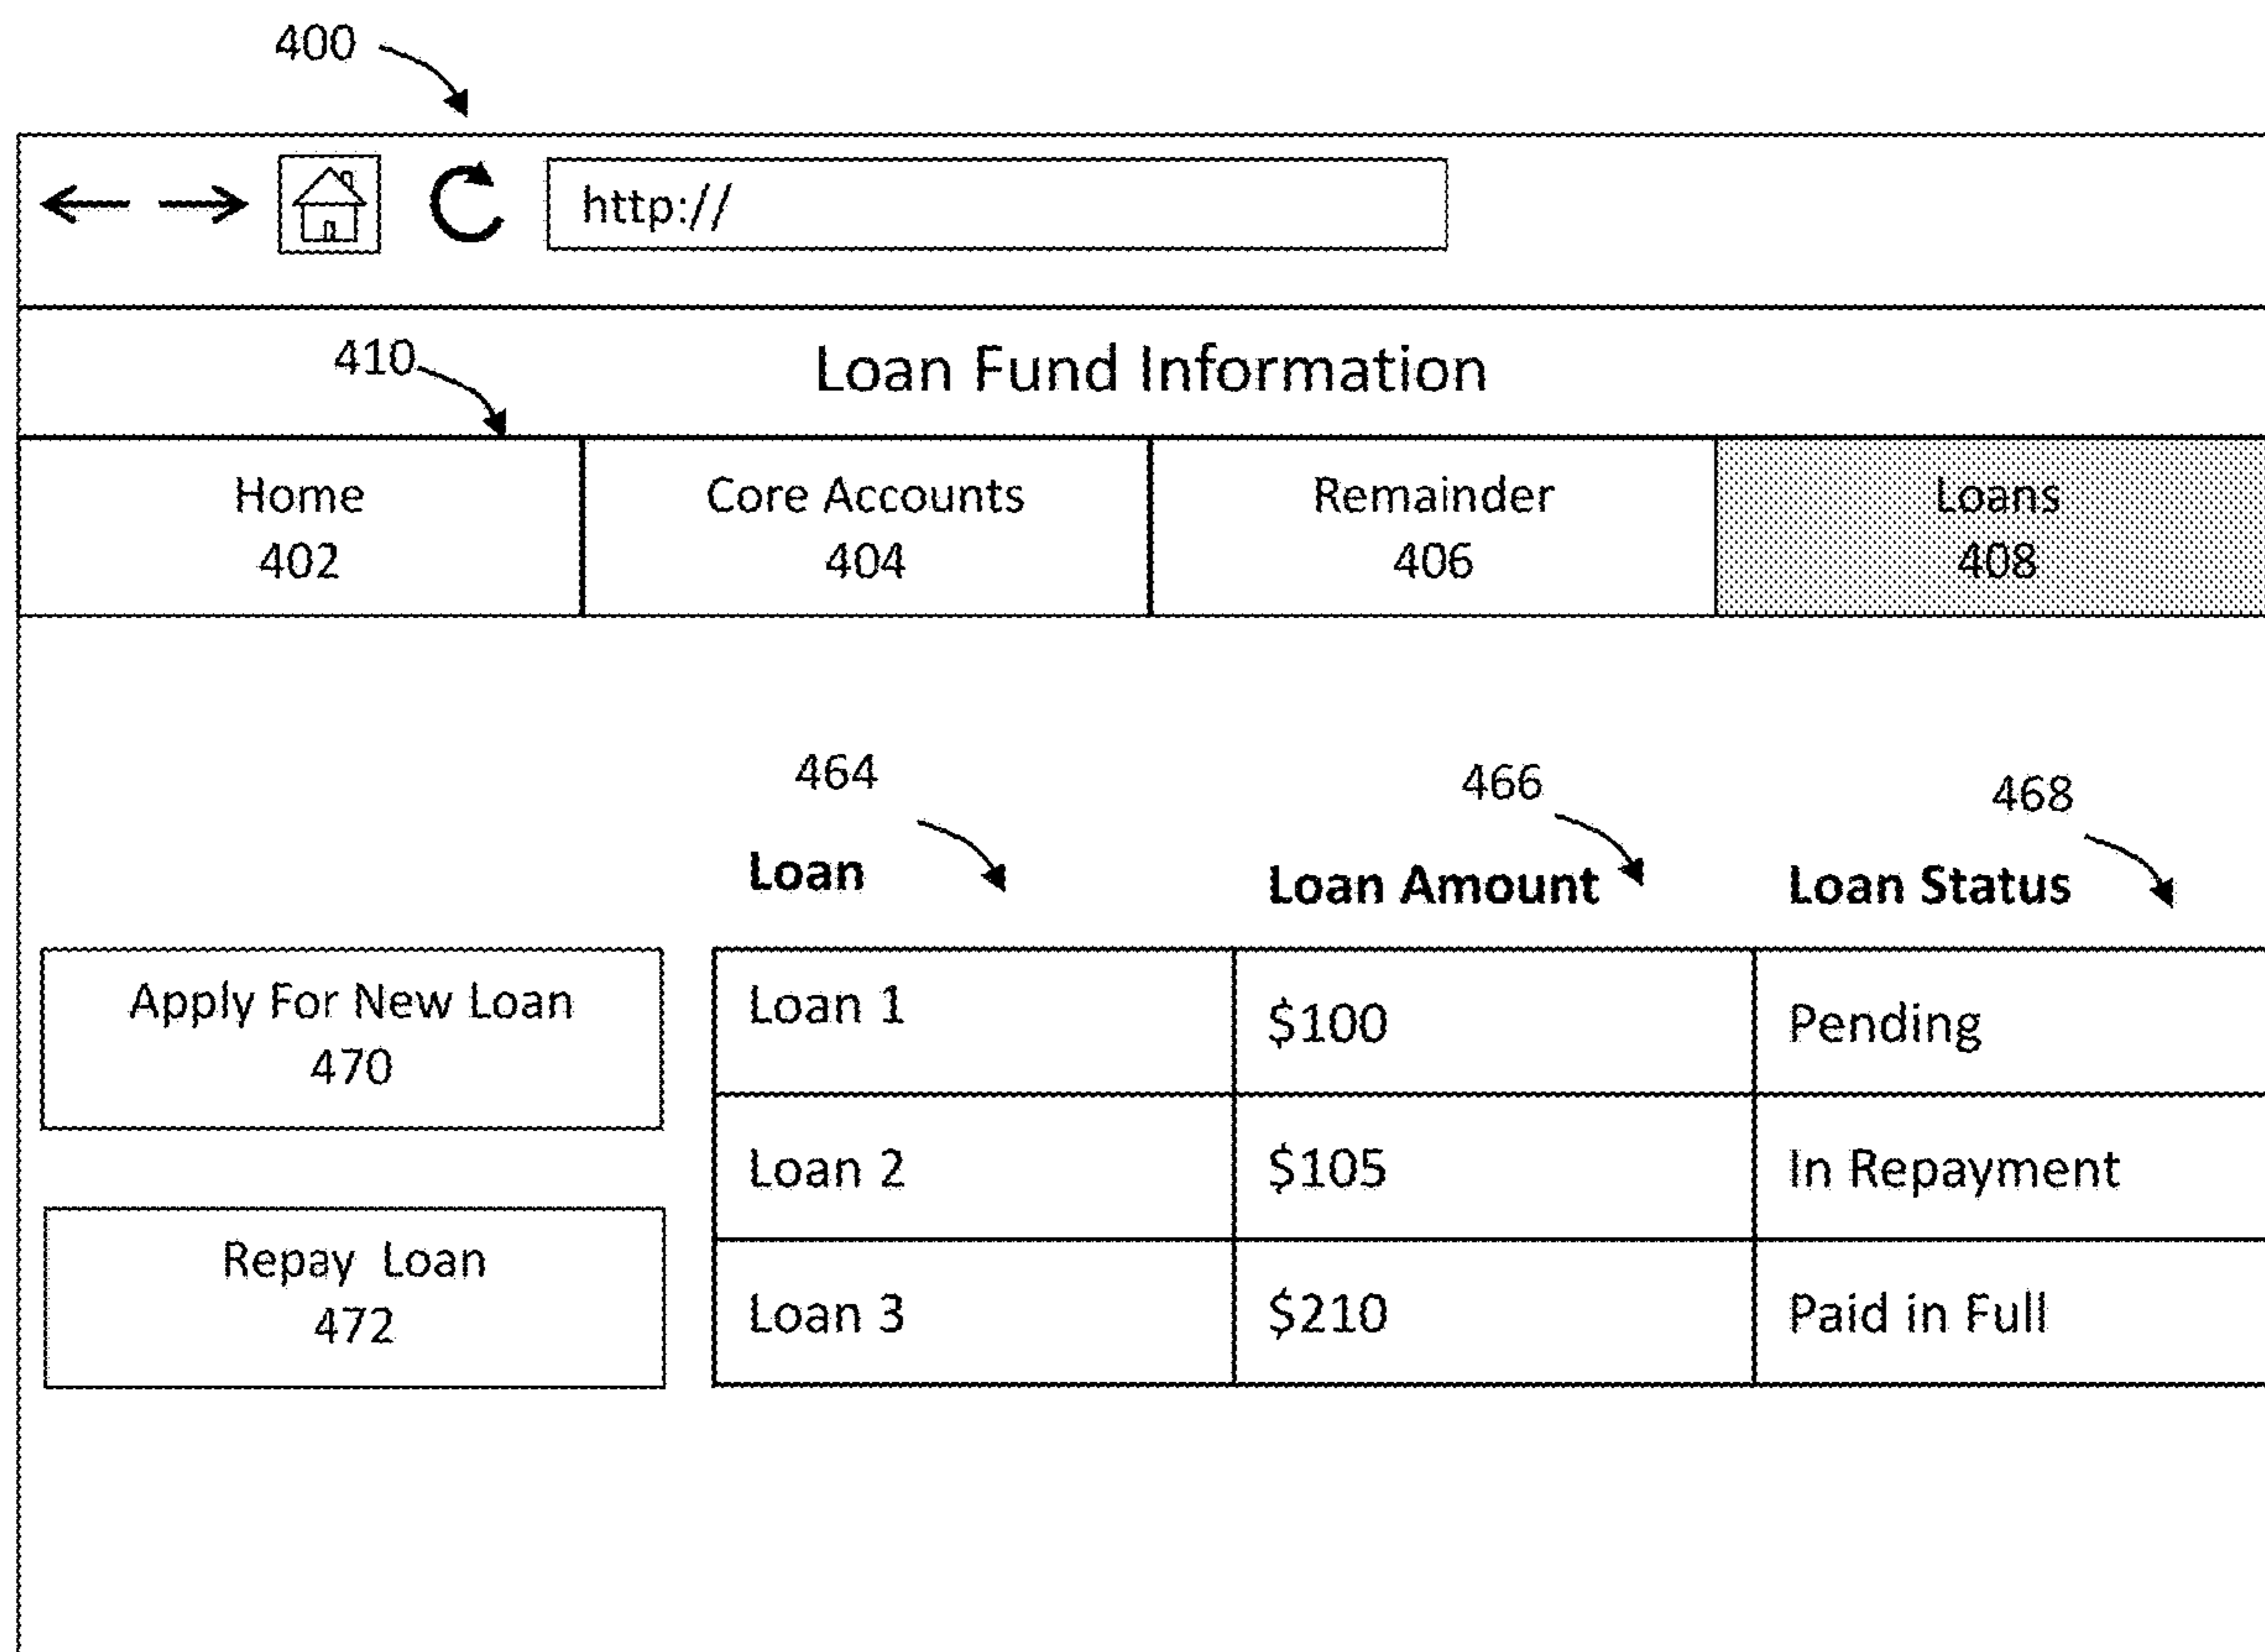 400
http://
410
Loan Fund Information
Home
402
Core Accounts
404
Remainder
406
Loans
408
464
466
468
Loan
Loan Amount
Loan Status
Apply For New Loan
470
Repay Loan
472
Loan 1
$100
Pending
Loan 2
$105
In Repayment
Loan 3
$210
Paid in Full